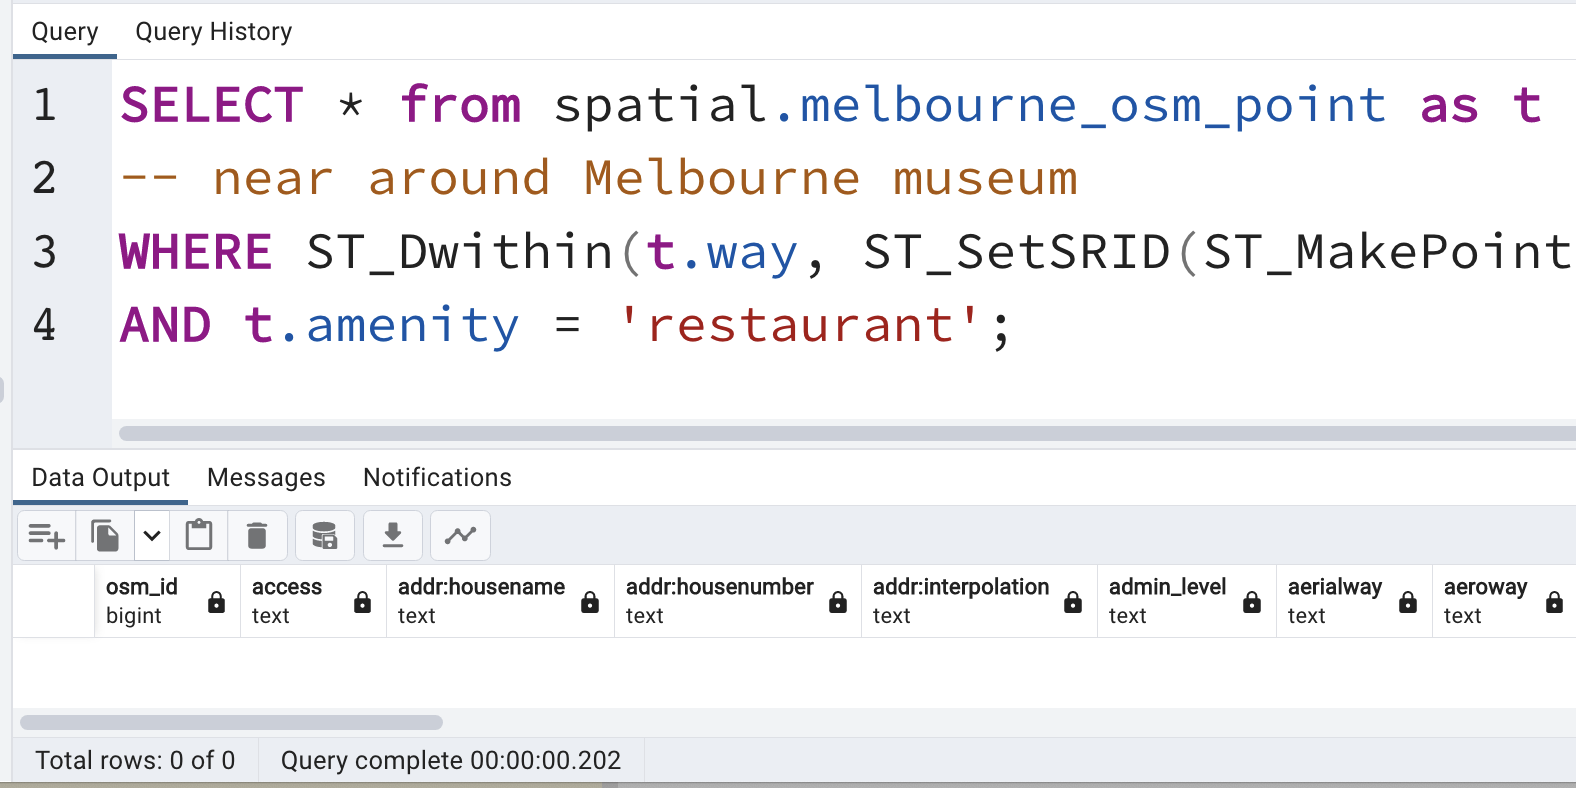 Query Query History
1 SELECT * from spatial.melbourne_osm_point as t
2 -- near around Melbourne museum
3 WHERE ST_Dwithin(t.way, ST_SetSRID(ST_MakePoint
4 AND t.amenity = 'restaurant';
Data Output Messages Notifications
osm_id access addr:housename addr:housenumber addr:interpolation admin_level aerialway aeroway
bigint text text text text text text text
Total rows: 0 of 0 Query complete 00:00:00.202